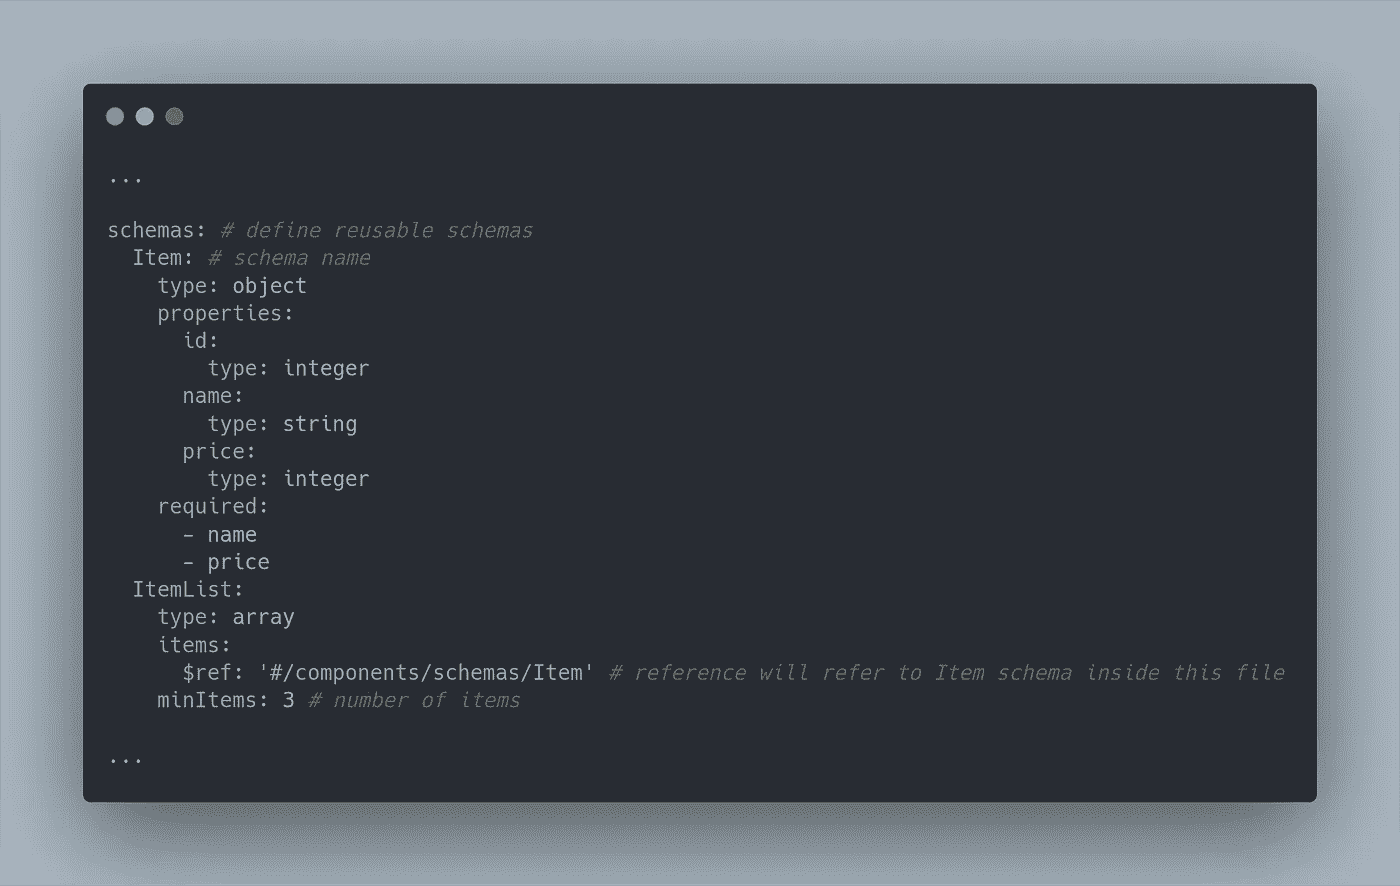 ...
schemas: # define reusable schemas
  Item: # schema name
    type: object
    properties:
      id:
        type: integer
      name:
        type: string
      price:
        type: integer
    required:
      - name
      - price
  ItemList:
    type: array
    items:
      $ref: '#/components/schemas/Item' # reference will refer to Item schema inside this file
    minItems: 3 # number of items
...